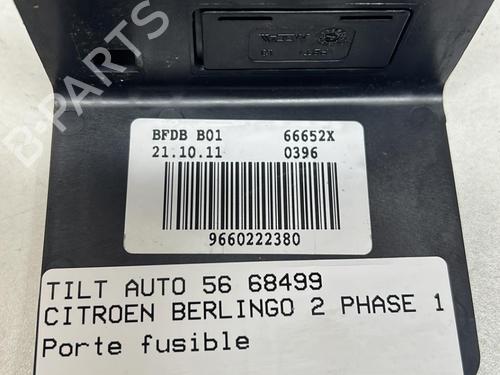 BFDB B01 66652X
21.10.11 0396
9660222380
TILT AUTO 56 68499
CITROEN BERLINGO 2 PHASE 1
Porte fusible
B-Parts